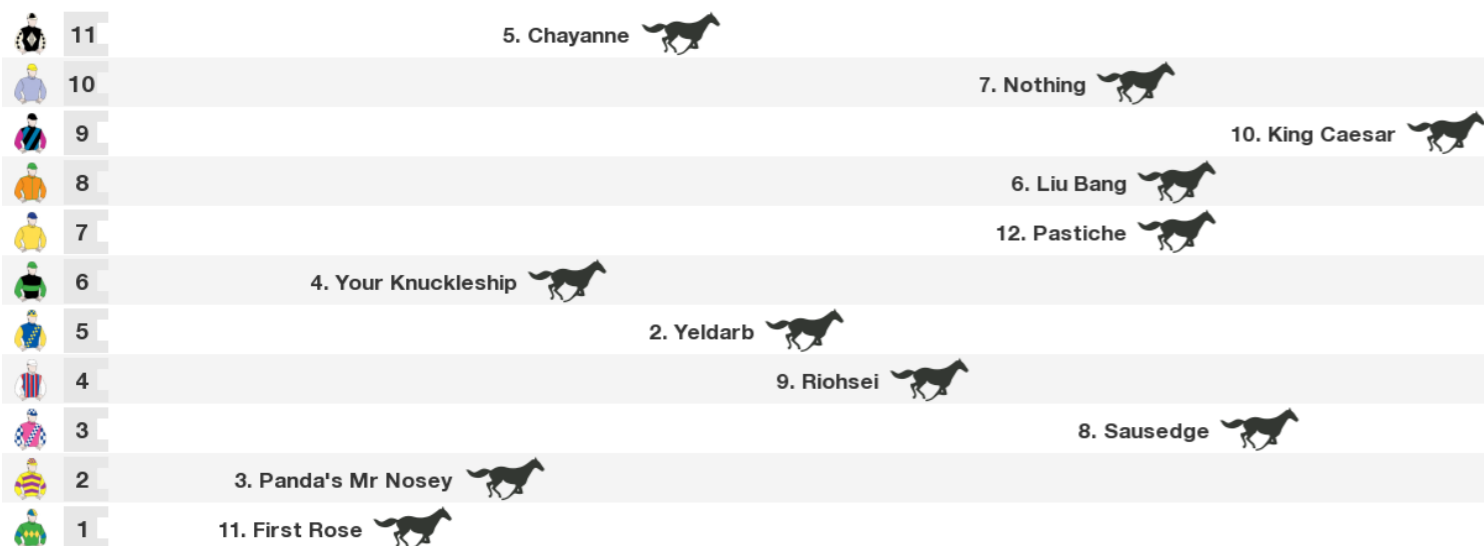 11 5. Chayanne
10 7. Nothing
9 10. King Caesar
8 6. Liu Bang
7 12. Pastiche
6 4. Your Knuckleship
5 2. Yeldarb
4 9. Riohsei
3 8. Sausedge
2 3. Panda's Mr Nosey
1 11. First Rose